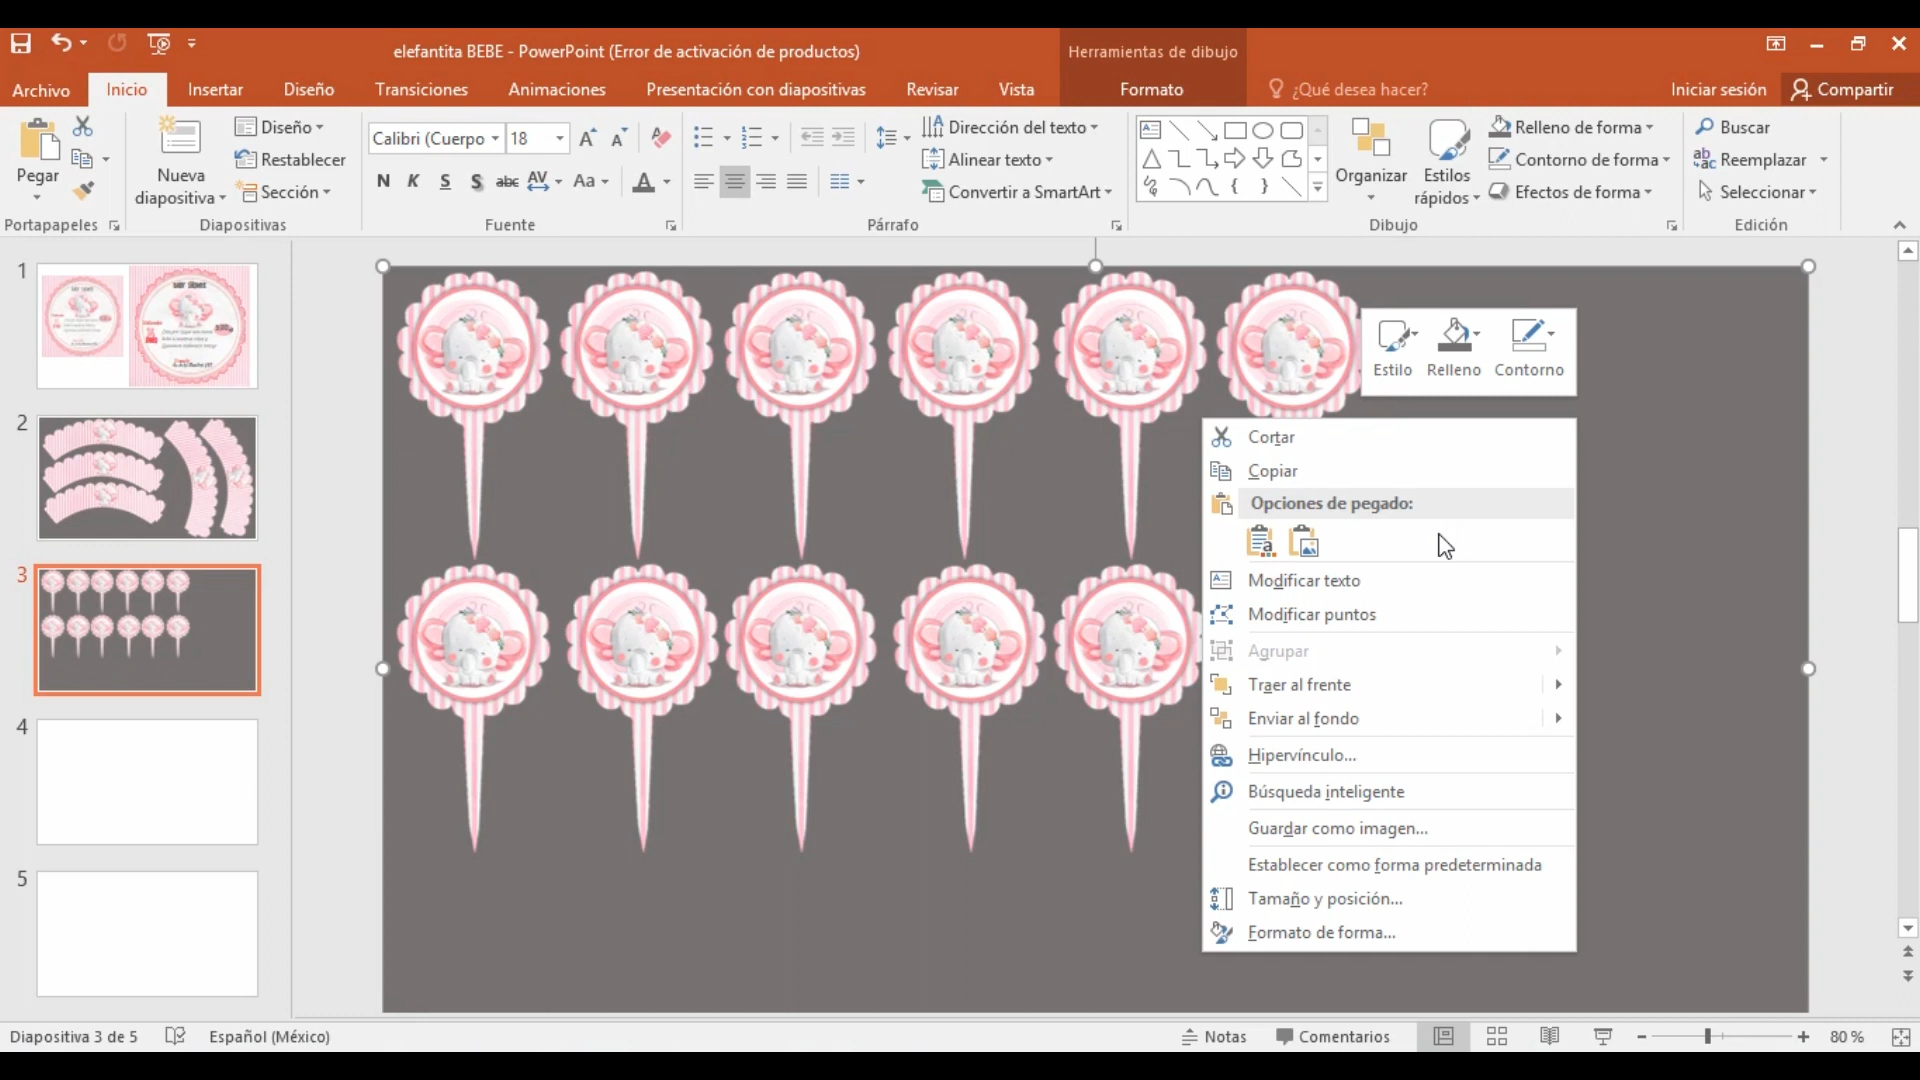 elefantita BEBE - PowerPoint (Error de activación de productos)
Herramientas de dibujo
Archivo Inicio Insertar Diseño Transiciones Animaciones Presentación con diapositivas Revisar Vista Formato ¿Qué desea hacer? Iniciar sesión Compartir
Pegar
Portapapeles
Nueva diapositiva
Diseño
Restablecer
Sección
Diapositivas
Calibri (Cuerpo 18
N K S S abc AV Aa A
Fuente
Dirección del texto
Alinear texto
Convertir a SmartArt
Párrafo
Organizar
Estilos rápidos
Relleno de forma
Contorno de forma
Efectos de forma
Dibujo
Buscar
Reemplazar
Seleccionar
Edición
1
2
3
4
5
Estilo Relleno Contorno
Cortar
Copiar
Opciones de pegado:
Modificar texto
Modificar puntos
Agrupar
Traer al frente
Enviar al fondo
Hipervínculo...
Búsqueda inteligente
Guardar como imagen...
Establecer como forma predeterminada
Tamaño y posición...
Formato de forma...
Diapositiva 3 de 5 Español (México) Notas Comentarios 80 %